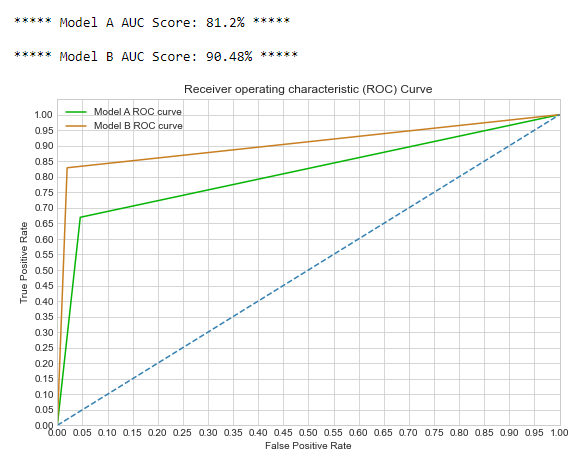 ***** Model A AUC Score: 81.2% *****
***** Model B AUC Score: 90.48% *****
Receiver operating characteristic (ROC) Curve
Model A ROC curve
Model B ROC curve
1.00
0.95
0.90
0.85
0.80
0.75
0.70
0.65
0.60
0.55
0.50
0.45
0.40
0.35
0.30
0.25
0.20
0.15
0.10
0.05
0.00
True Positive Rate
0.00 0.05 0.10 0.15 0.20 0.25 0.30 0.35 0.40 0.45 0.50 0.55 0.60 0.65 0.70 0.75 0.80 0.85 0.90 0.95 1.00
False Positive Rate